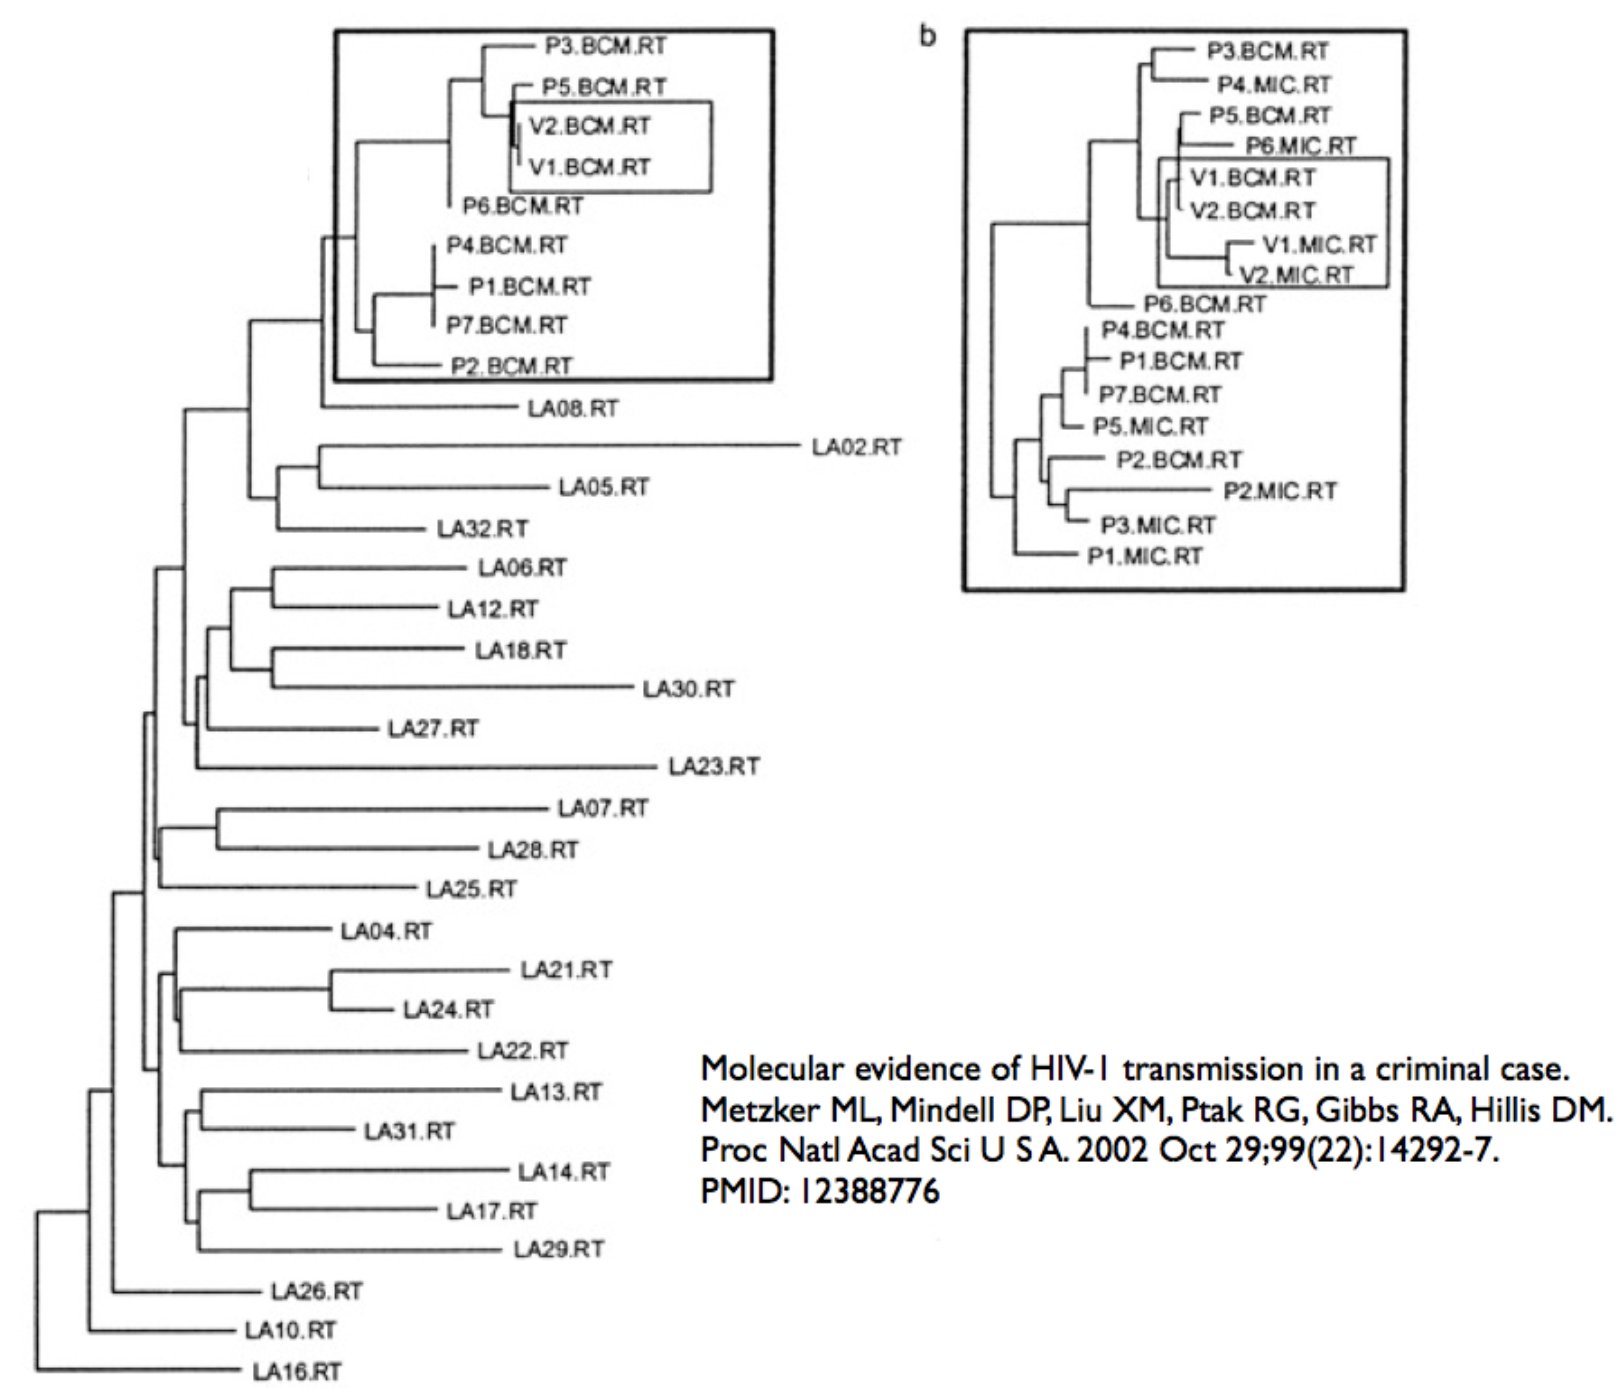 P3.BCM.RT
P5.BCM.RT
V2.BCM.RT
V1.BCM.RT
P6.BCM.RT
P4.BCM.RT
P1.BCM.RT
P7.BCM.RT
P2.BCM.RT
LA08.RT
LA02.RT
LA05.RT
LA32.RT
LA06.RT
LA12.RT
LA18.RT
LA30.RT
LA27.RT
LA23.RT
LA07.RT
LA28.RT
LA25.RT
LA04.RT
LA21.RT
LA24.RT
LA22.RT
LA13.RT
LA31.RT
LA14.RT
LA17.RT
LA29.RT
LA26.RT
LA10.RT
LA16.RT
b
P3.BCM.RT
P4.MIC.RT
P5.BCM.RT
P6.MIC.RT
V1.BCM.RT
V2.BCM.RT
V1.MIC.RT
V2.MIC.RT
P6.BCM.RT
P4.BCM.RT
P1.BCM.RT
P7.BCM.RT
P5.MIC.RT
P2.BCM.RT
P2.MIC.RT
P3.MIC.RT
P1.MIC.RT
Molecular evidence of HIV-1 transmission in a criminal case.
Metzker ML, Mindell DP, Liu XM, Ptak RG, Gibbs RA, Hillis DM.
Proc Natl Acad Sci U S A. 2002 Oct 29;99(22):14292-7.
PMID: 12388776